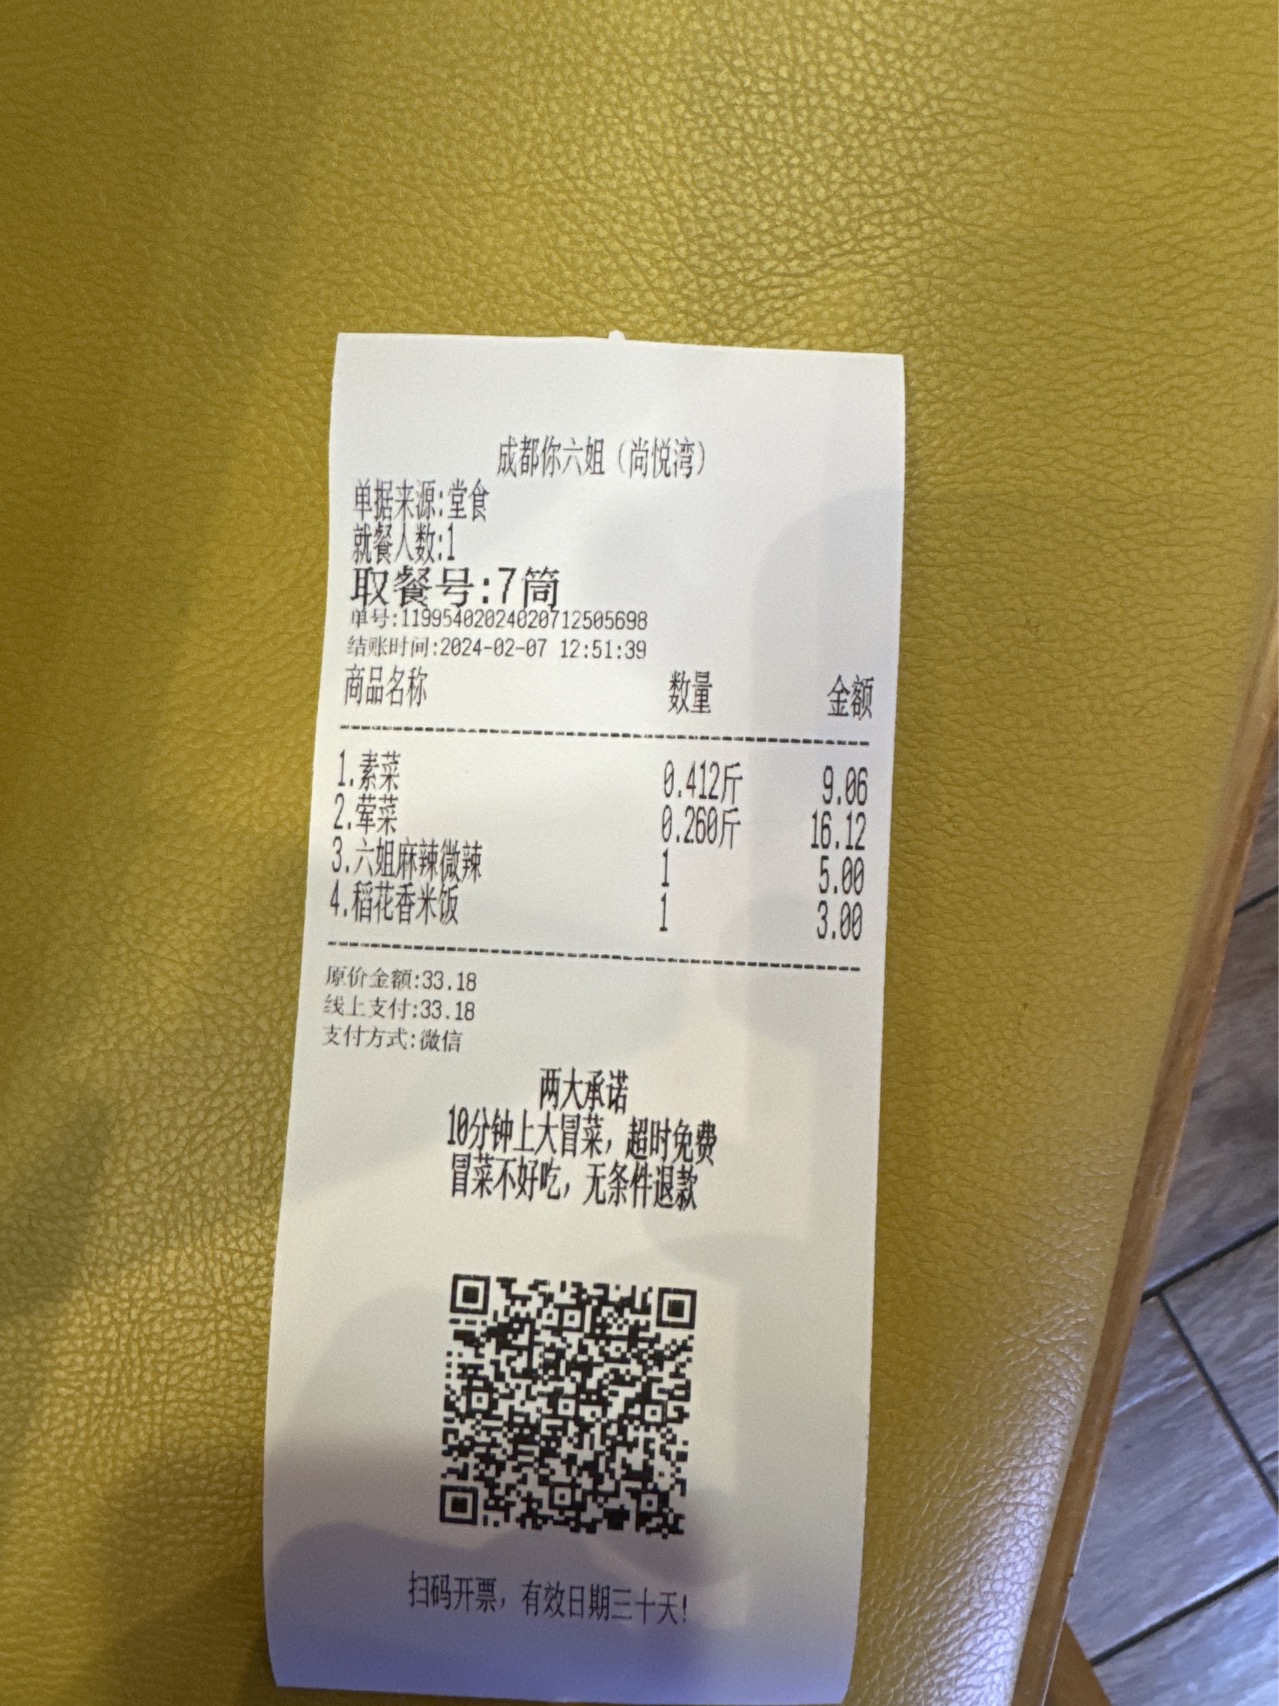 成都你六姐（尚悦湾）
单据来源:堂食
就餐人数:1
取餐号:7筒
单号:11995402024020712505698
结账时间:2024-02-07 12:51:39
商品名称 数量 金额
1.素菜 0.412斤 9.06
2.荤菜 0.260斤 16.12
3.六姐麻辣微辣 1 5.00
4.稻花香米饭 1 3.00
原价金额:33.18
线上支付:33.18
支付方式:微信
两大承诺
10分钟上大冒菜，超时免费
冒菜不好吃，无条件退款
扫码开票，有效日期三十天!